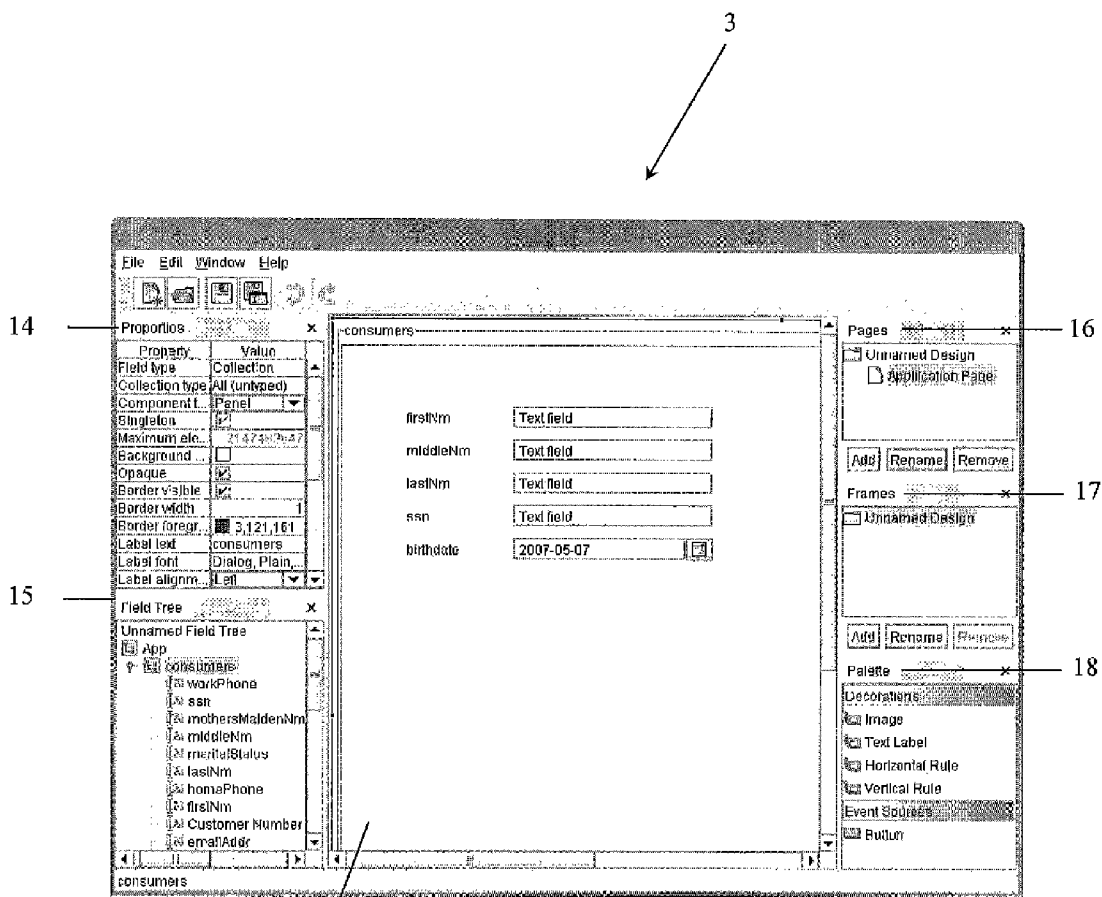 3
File Edit Window Help
14
Properties
Property Value
Field type Collection
Collection type All (untyped)
Component t... Panel
Singleton
Maximum ele...
Background ...
Opaque
Border visible
Border width 1
Border foregr... 3,121,161
Label text consumers
Label font Dialog, Plain,...
Label alignm... Left
15
Field Tree
Unnamed Field Tree
App
consumers
workPhone
ssn
mothersMaidenNm
middleNm
maritalStatus
lastNm
homePhone
firstNm
Customer Number
emailAddr
consumers
consumers
firstNm Text field
middleNm Text field
lastNm Text field
ssn Text field
birthdate 2007-05-07
Pages
16
Unnamed Design
Application Page
Add Rename Remove
Frames
17
Unnamed Design
Add Rename Remove
Palette
18
Decorations
Image
Text Label
Horizontal Rule
Vertical Rule
Event Sources
Button